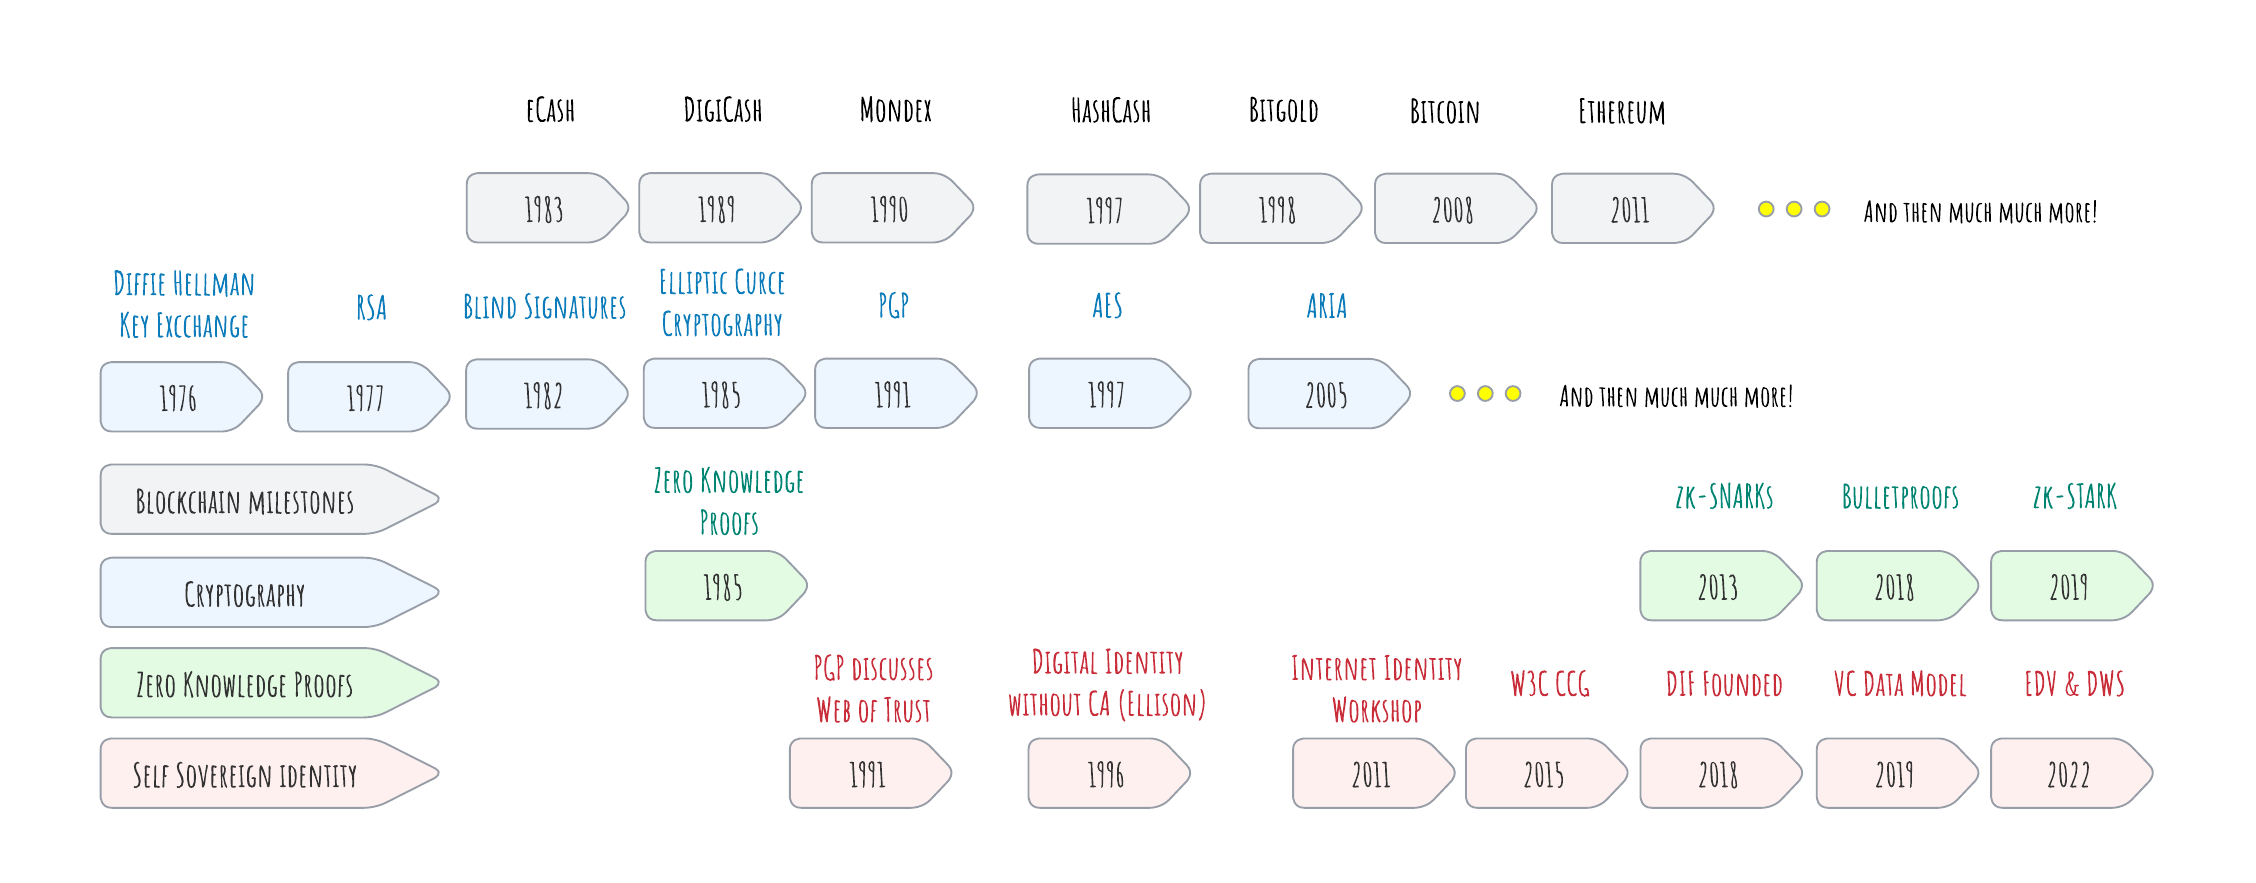 eCash
DigiCash
Mondex
HashCash
Bitgold
Bitcoin
Ethereum
1983
1989
1990
1997
1998
2008
2011
And then much much more!
Diffie Hellman
Key Excchange
RSA
Blind Signatures
Elliptic Curce
Cryptography
PGP
AES
ARIA
1976
1977
1982
1985
1991
1997
2005
And then much much more!
Blockchain milestones
Cryptography
Zero Knowledge Proofs
Self Sovereign identity
Zero Knowledge
Proofs
zk-SNARKs
Bulletproofs
zk-STARK
1985
2013
2018
2019
PGP discusses
Web of Trust
Digital Identity
without CA (Ellison)
Internet Identity
Workshop
W3C CCG
DIF Founded
VC Data Model
EDV & DWS
1991
1996
2011
2015
2018
2019
2022